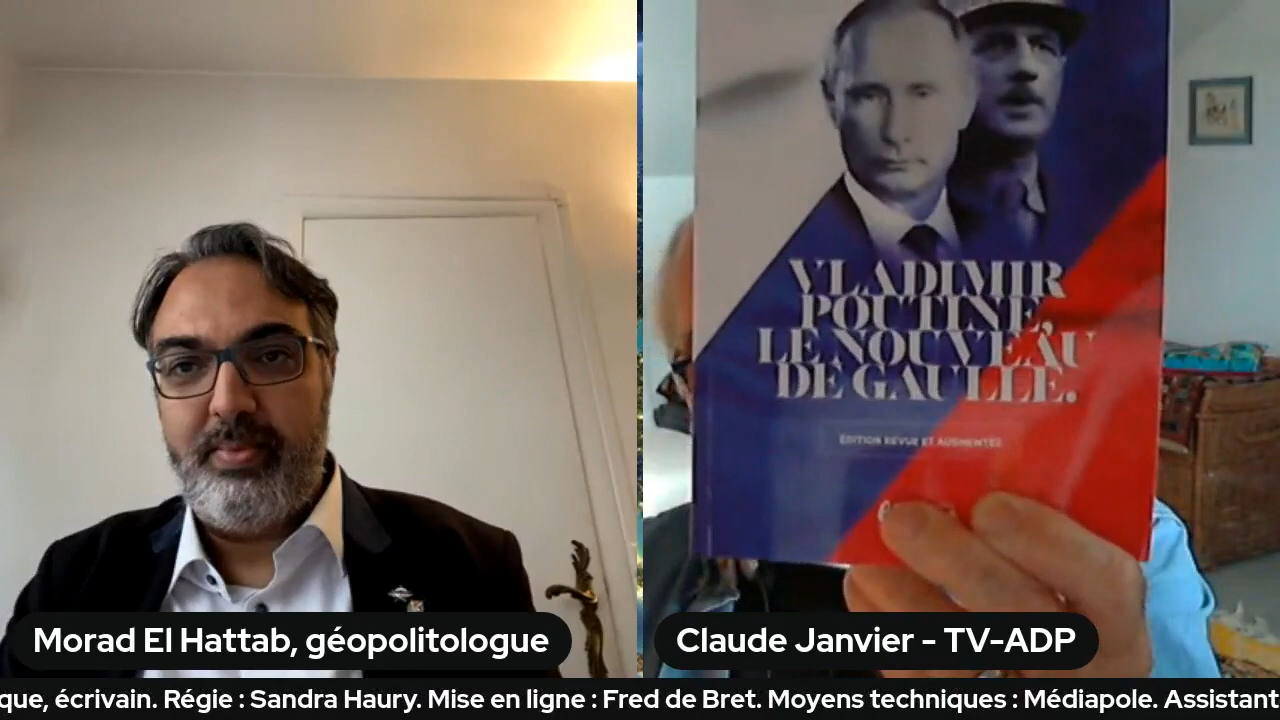 VLADIMIR
POUTINE,
LE NOUVEAU
DE GAULLE.
ÉDITION REVUE ET AUGMENTÉE
Morad El Hattab, géopolitologue
Claude Janvier - TV-ADP
que, écrivain. Régie : Sandra Haury. Mise en ligne : Fred de Bret. Moyens techniques : Médiapole. Assistant